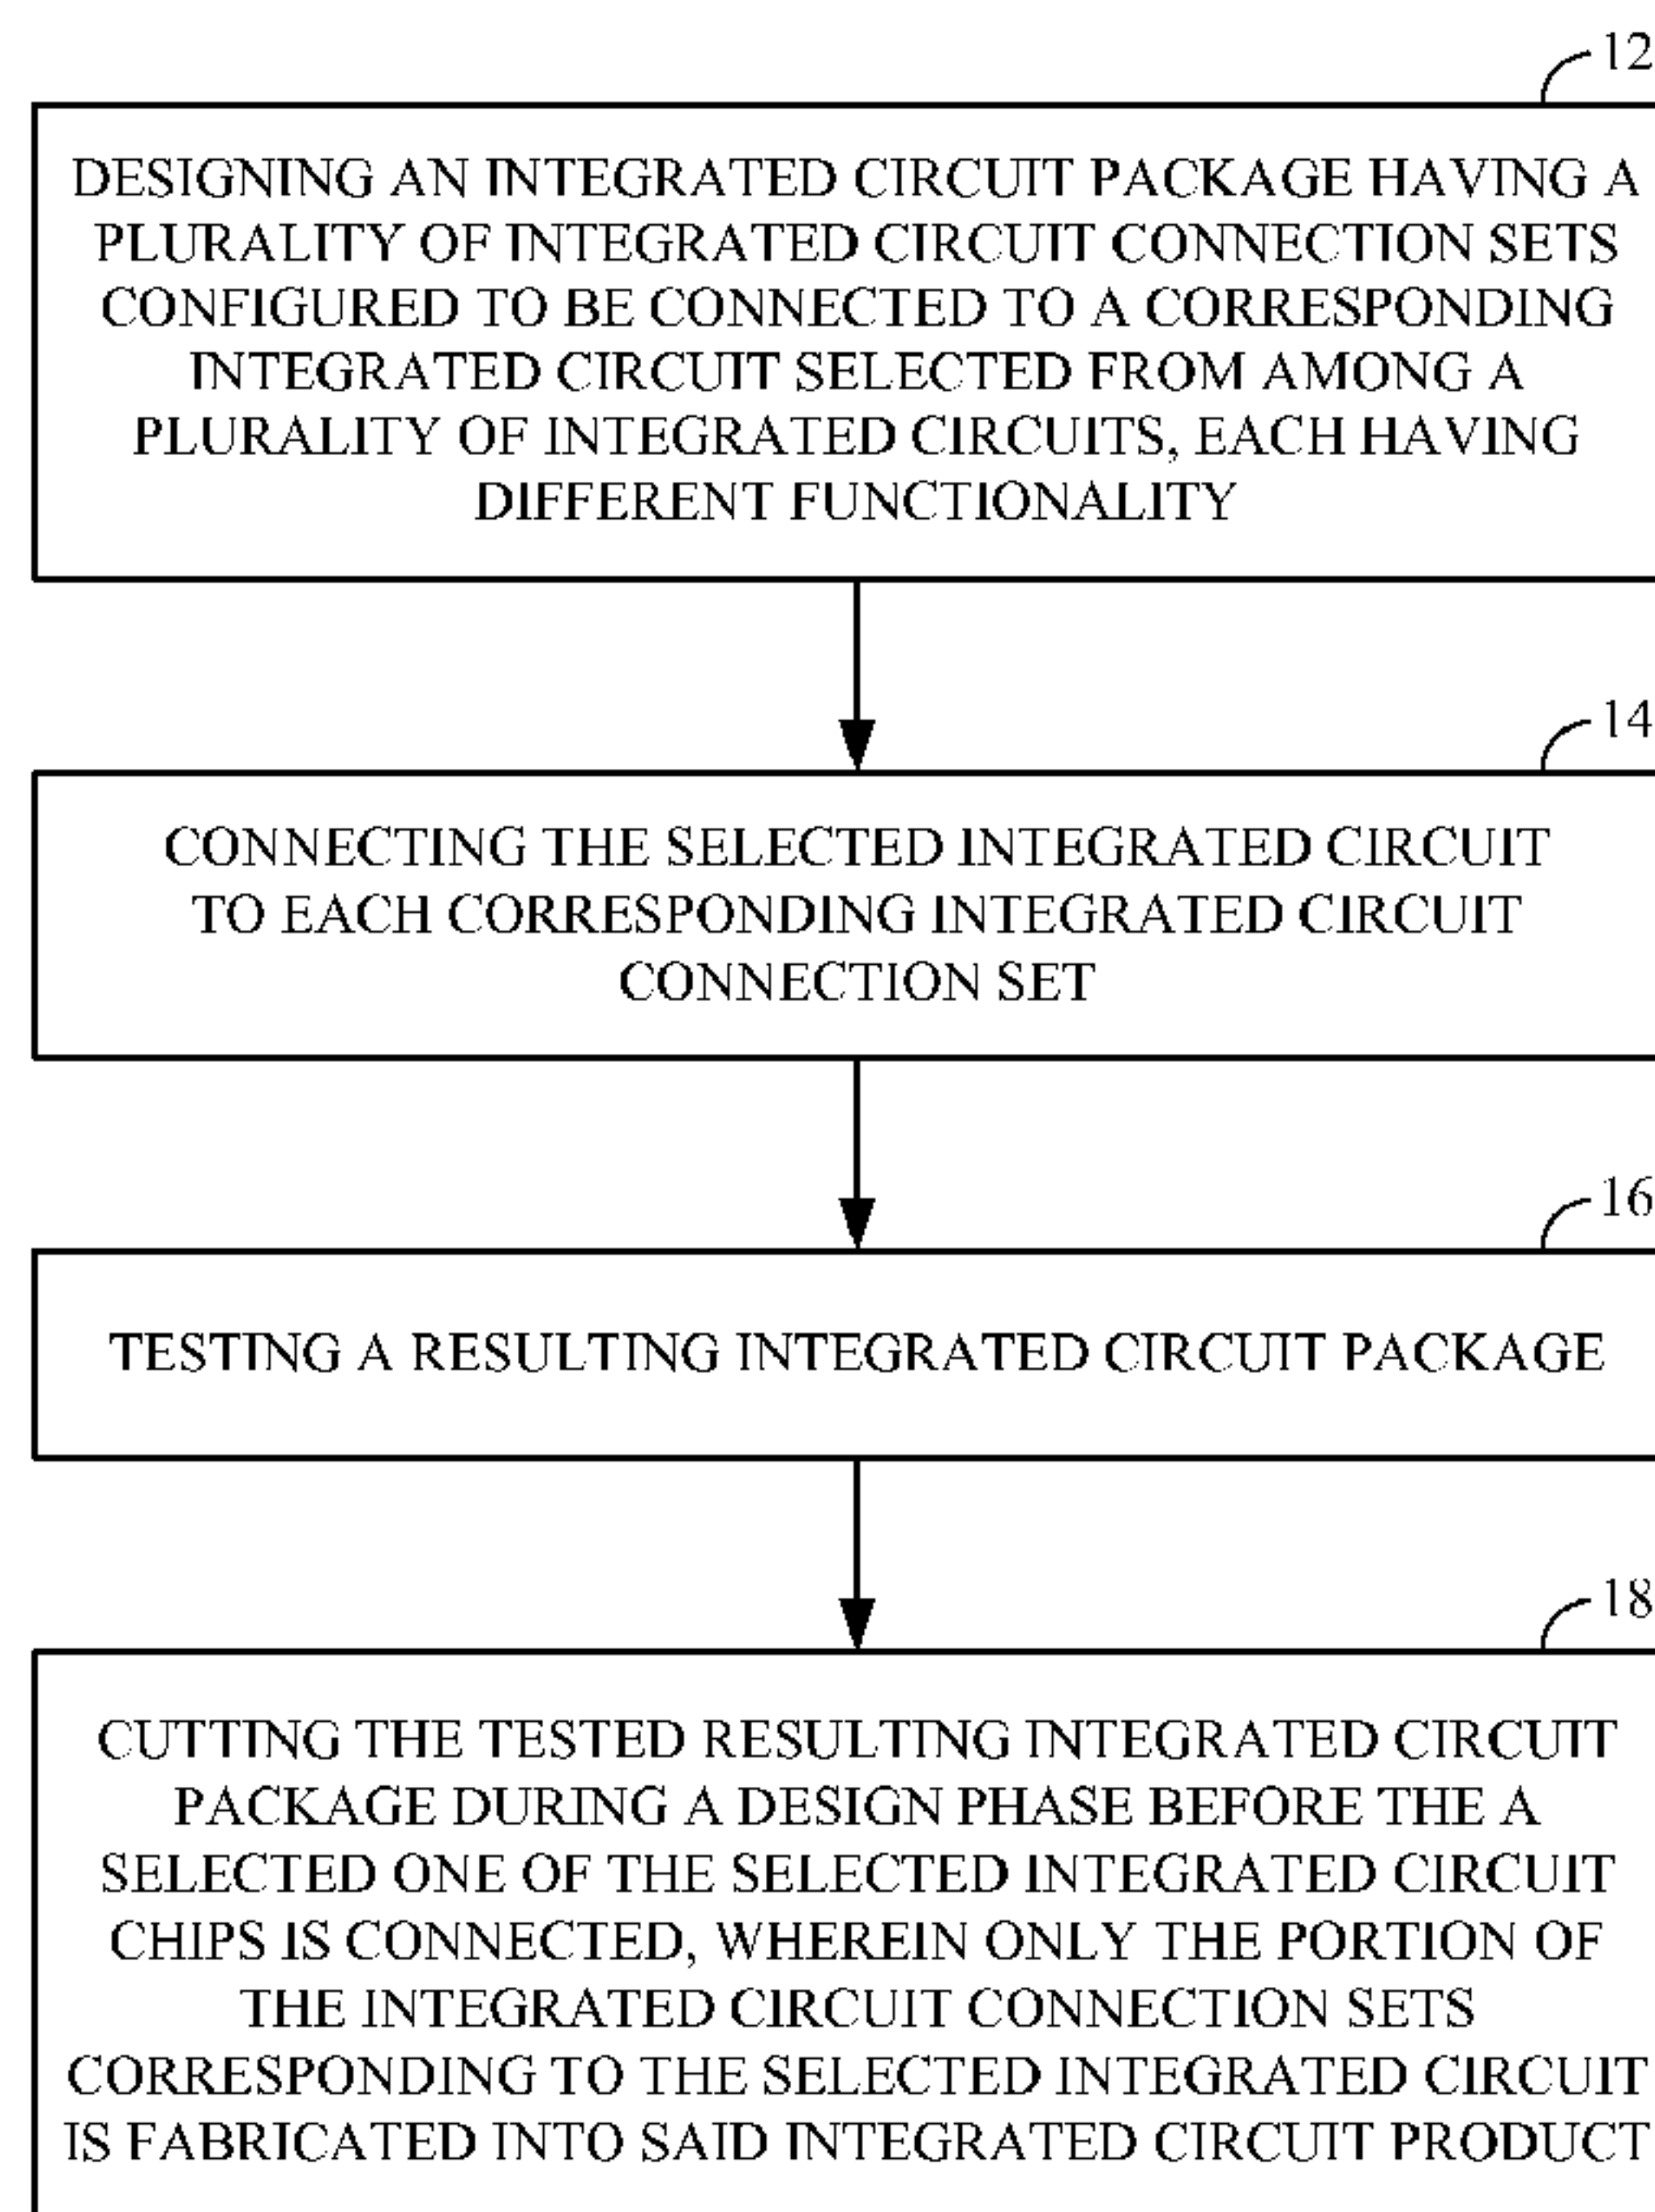 12
DESIGNING AN INTEGRATED CIRCUIT PACKAGE HAVING A
PLURALITY OF INTEGRATED CIRCUIT CONNECTION SETS
CONFIGURED TO BE CONNECTED TO A CORRESPONDING
INTEGRATED CIRCUIT SELECTED FROM AMONG A
PLURALITY OF INTEGRATED CIRCUITS, EACH HAVING
DIFFERENT FUNCTIONALITY
14
CONNECTING THE SELECTED INTEGRATED CIRCUIT
TO EACH CORRESPONDING INTEGRATED CIRCUIT
CONNECTION SET
16
TESTING A RESULTING INTEGRATED CIRCUIT PACKAGE
18
CUTTING THE TESTED RESULTING INTEGRATED CIRCUIT
PACKAGE DURING A DESIGN PHASE BEFORE THE A
SELECTED ONE OF THE SELECTED INTEGRATED CIRCUIT
CHIPS IS CONNECTED, WHEREIN ONLY THE PORTION OF
THE INTEGRATED CIRCUIT CONNECTION SETS
CORRESPONDING TO THE SELECTED INTEGRATED CIRCUIT
IS FABRICATED INTO SAID INTEGRATED CIRCUIT PRODUCT